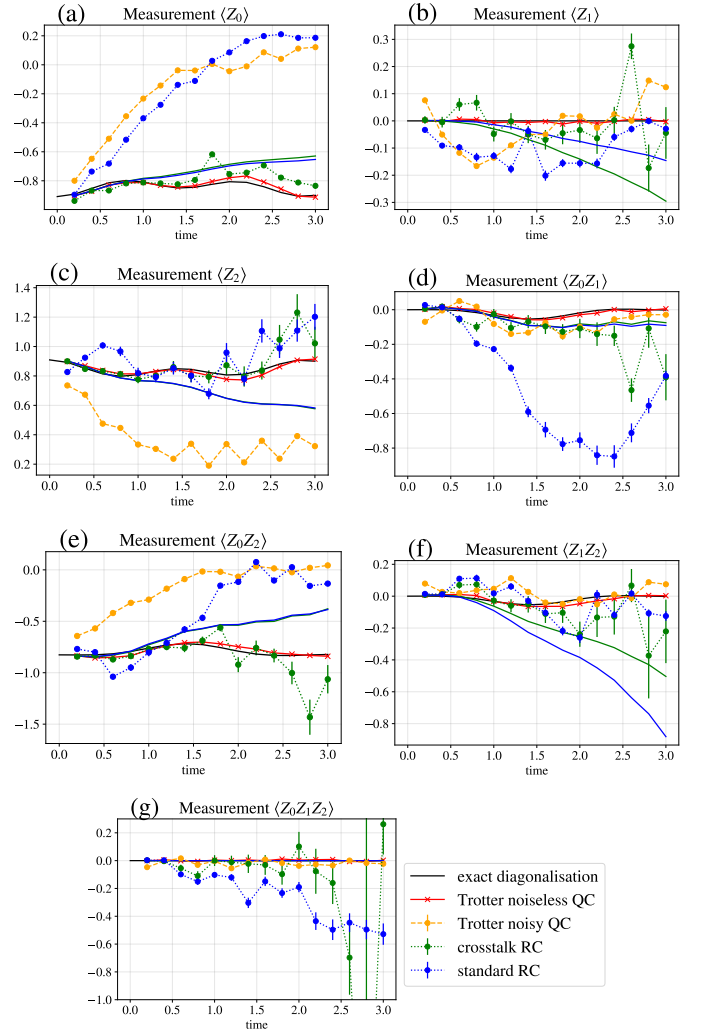 (a) Measurement ⟨Z₀⟩
0.2
0.0
−0.2
−0.4
−0.6
−0.8
0.0 0.5 1.0 1.5 2.0 2.5 3.0
time
(b) Measurement ⟨Z₁⟩
0.3
0.2
0.1
0.0
−0.1
−0.2
−0.3
0.0 0.5 1.0 1.5 2.0 2.5 3.0
time
(c) Measurement ⟨Z₂⟩
1.4
1.2
1.0
0.8
0.6
0.4
0.2
0.0 0.5 1.0 1.5 2.0 2.5 3.0
time
(d) Measurement ⟨Z₀Z₁⟩
0.0
−0.2
−0.4
−0.6
−0.8
0.0 0.5 1.0 1.5 2.0 2.5 3.0
time
(e) Measurement ⟨Z₀Z₂⟩
0.0
−0.5
−1.0
−1.5
0.0 0.5 1.0 1.5 2.0 2.5 3.0
time
(f) Measurement ⟨Z₁Z₂⟩
0.2
0.0
−0.2
−0.4
−0.6
−0.8
0.0 0.5 1.0 1.5 2.0 2.5 3.0
time
(g) Measurement ⟨Z₀Z₁Z₂⟩
0.2
0.0
−0.2
−0.4
−0.6
−0.8
−1.0
0.0 0.5 1.0 1.5 2.0 2.5 3.0
time
exact diagonalisation
Trotter noiseless QC
Trotter noisy QC
crosstalk RC
standard RC